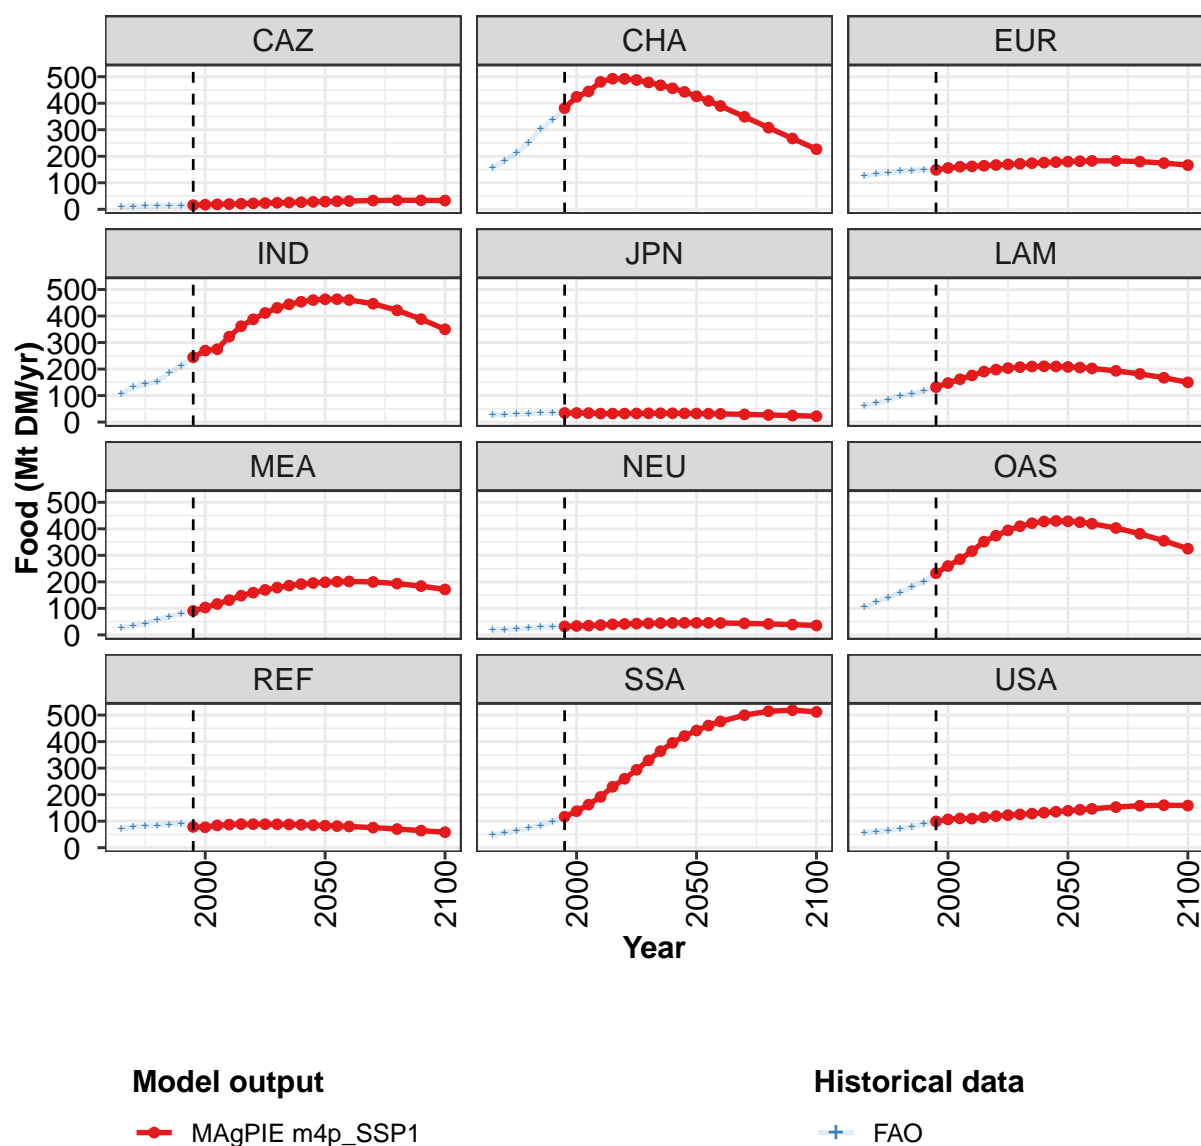 CAZ CHA EUR
500
400
300
200
100
0
IND JPN LAM
500
400
300
200
100
0
MEA NEU OAS
500
400
300
200
100
0
REF SSA USA
500
400
300
200
100
0
Food (Mt DM/yr)
2000 2050 2100 2000 2050 2100 2000 2050 2100
Year
Model output Historical data
MAgPIE m4p_SSP1 FAO